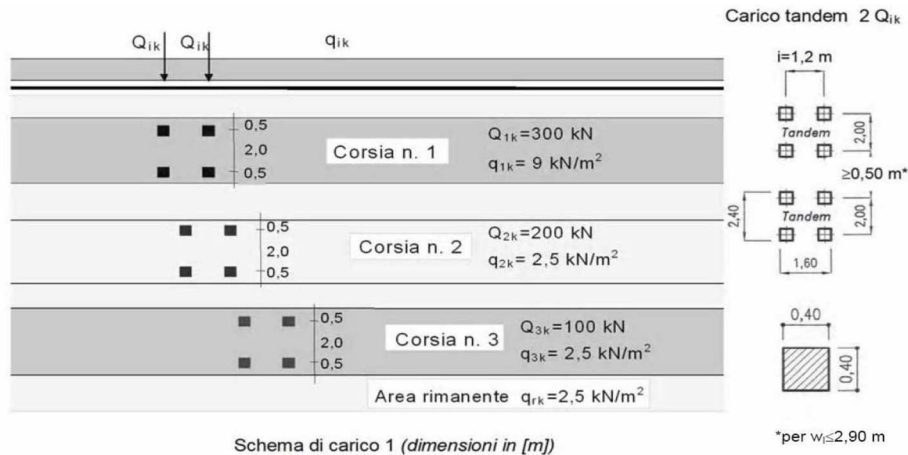 Carico tandem 2 Qik
Qik Qik qik
i=1,2 m
0,5
2,0
0,5
Corsia n. 1
Q1k=300 kN
q1k= 9 kN/m²
Tandem
2,00
≥0,50 m*
0,5
2,0
0,5
Corsia n. 2
Q2k=200 kN
q2k= 2,5 kN/m²
2,40
Tandem
2,00
1,60
0,5
2,0
0,5
Corsia n. 3
Q3k=100 kN
q3k= 2,5 kN/m²
0,40
0,40
Area rimanente qrk=2,5 kN/m²
Schema di carico 1 (dimensioni in [m])
*per wl≤2,90 m